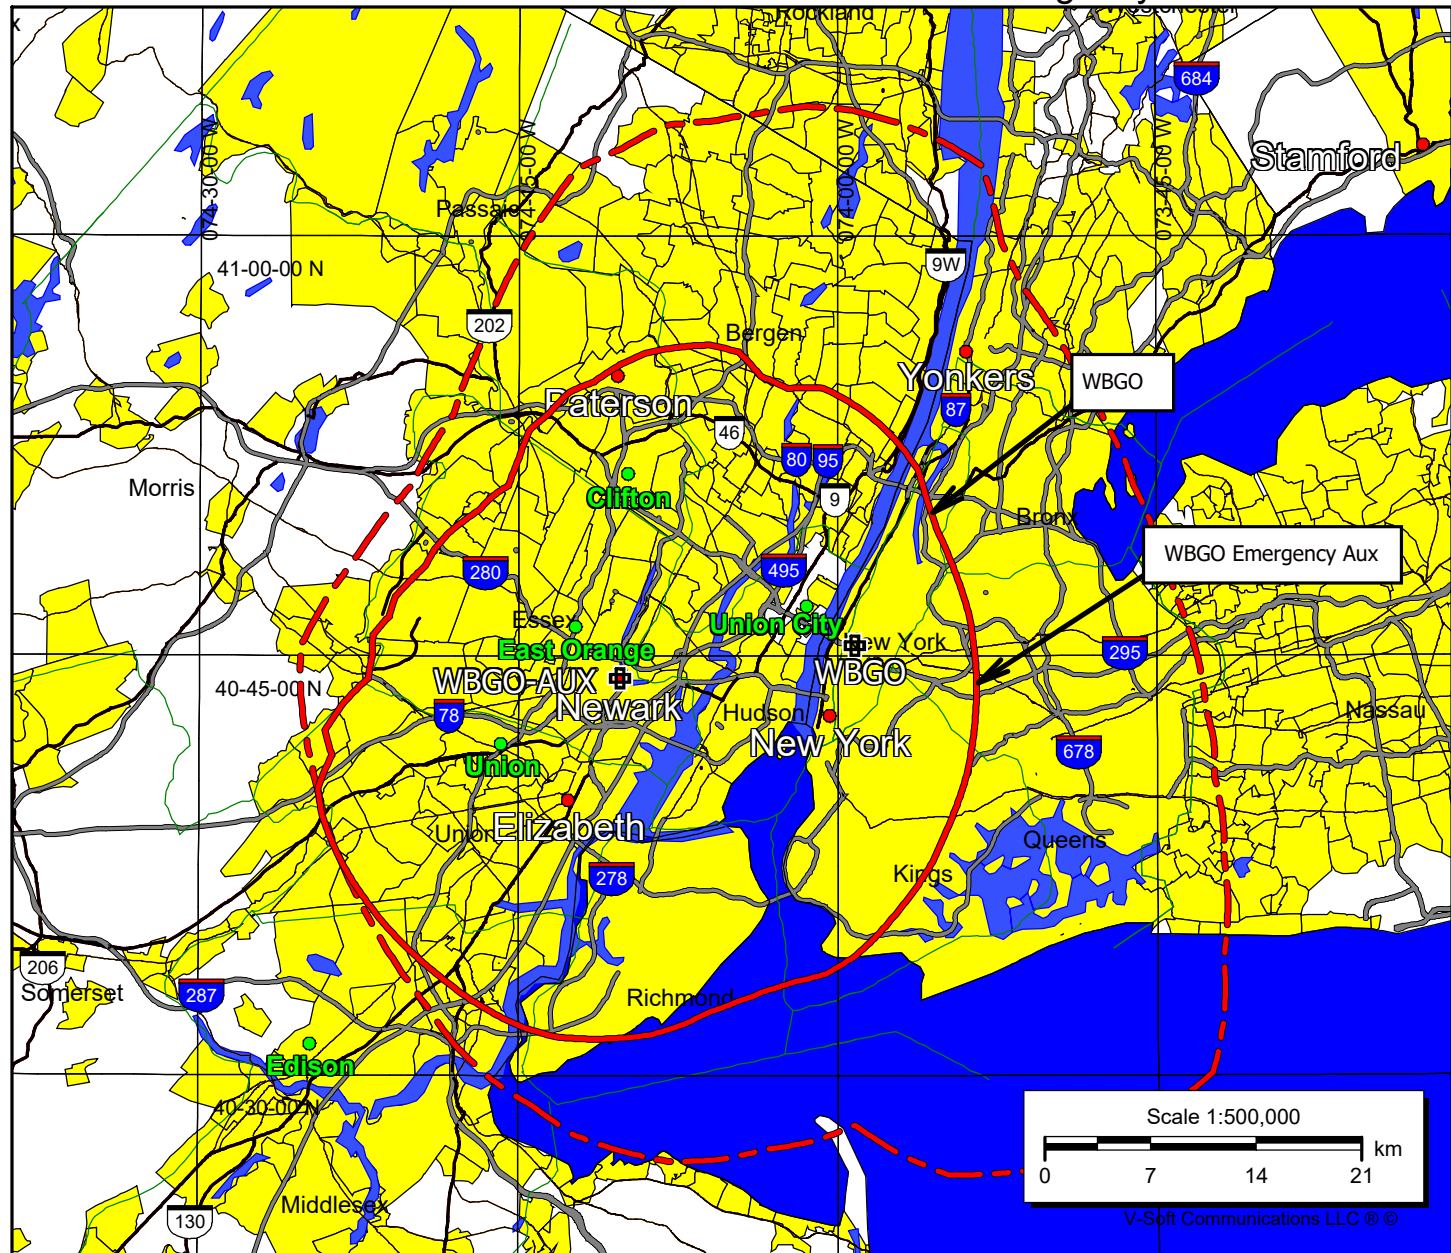 Rockland
684
Stamford
074-30-00 W
074-00-00 W
073-45-00 W
Passaic
41-00-00 N
9W
202
Bergen
WBGO
Yonkers
Paterson
87
46
80
95
Morris
Clifton
9
Bronx
WBGO Emergency Aux
280
495
Essex
Union City
East Orange
New York
295
WBGO-AUX
WBGO
40-45-00 N
Newark
78
Hudson
Nassau
New York
678
Union
Union
Elizabeth
Queens
278
Kings
206
Somerset
287
Richmond
Edison
40-30-00 N
Scale 1:500,000
km
0 7 14 21
Middlesex
130
V-Soft Communications LLC ® ©